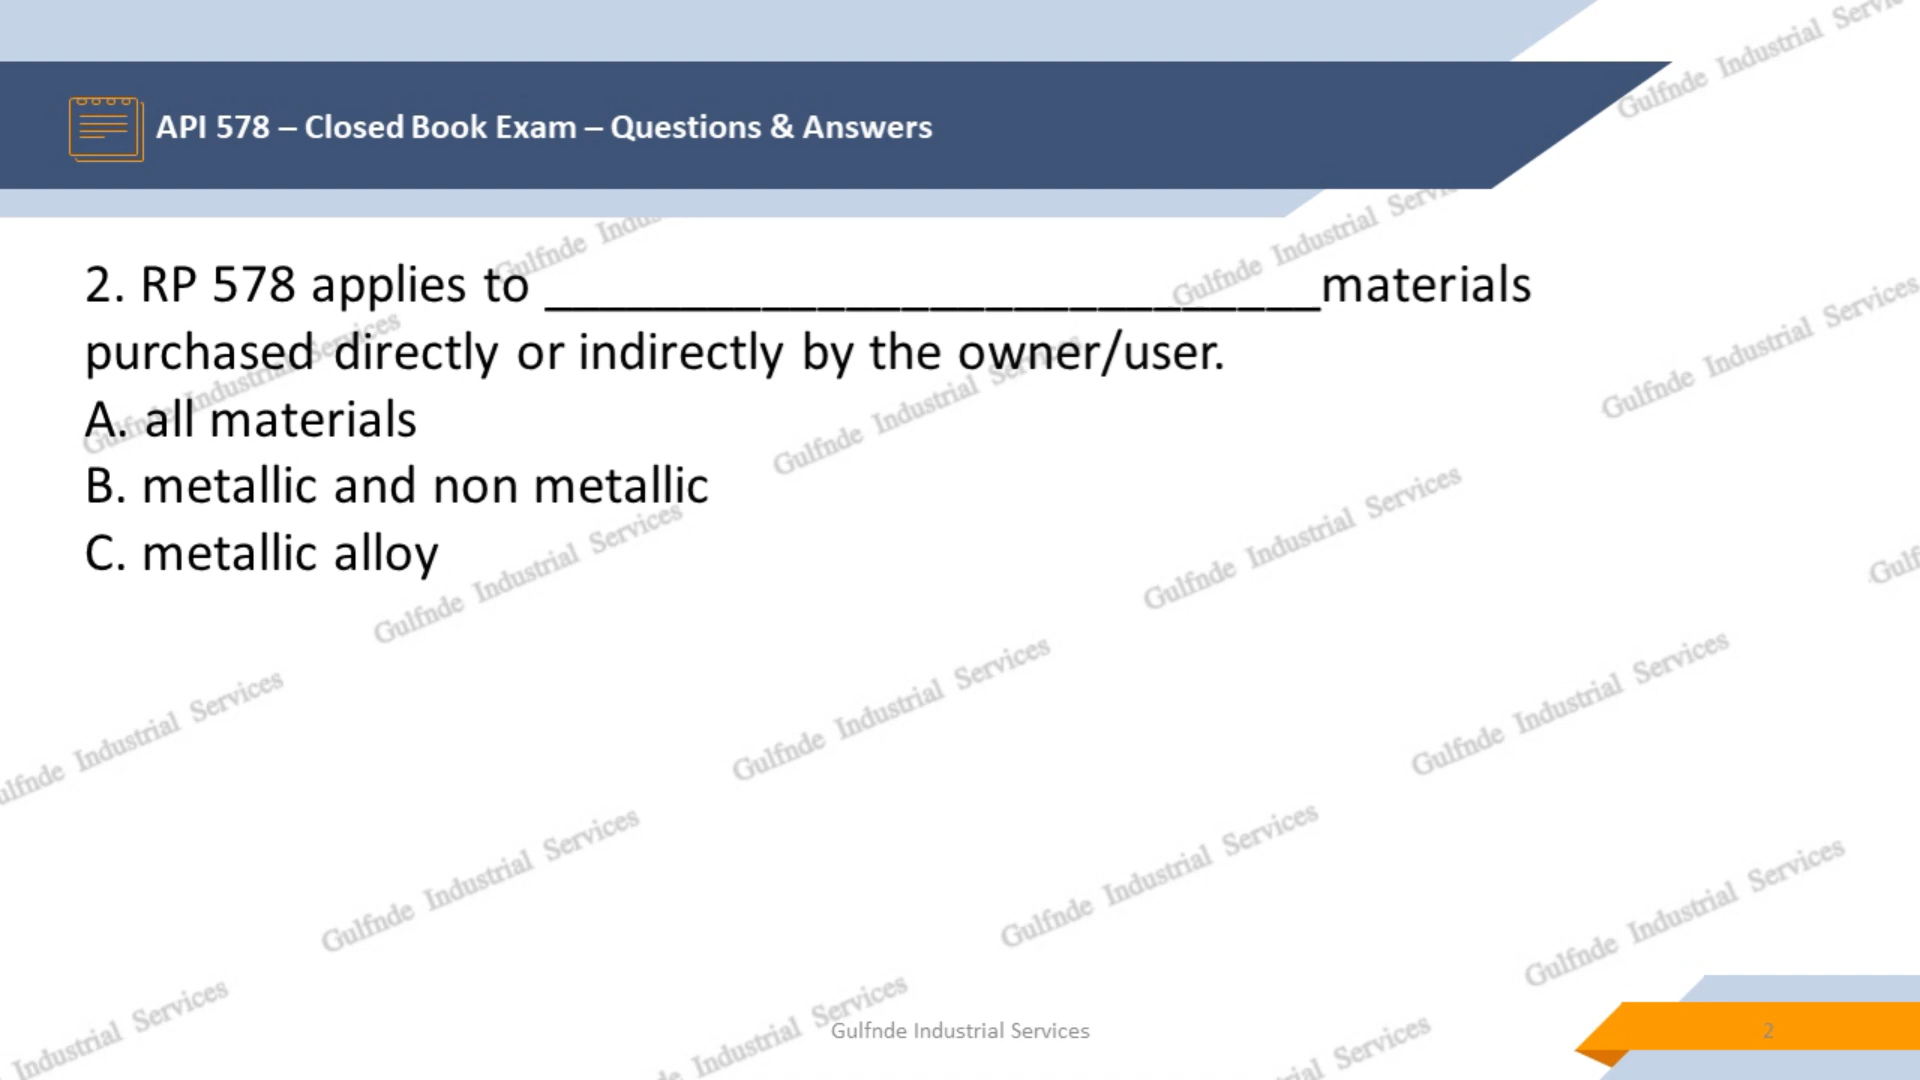 API 578 – Closed Book Exam – Questions & Answers
2. RP 578 applies to ____________________________materials
purchased directly or indirectly by the owner/user.
A. all materials
B. metallic and non metallic
C. metallic alloy
Gulfnde Industrial Services
2